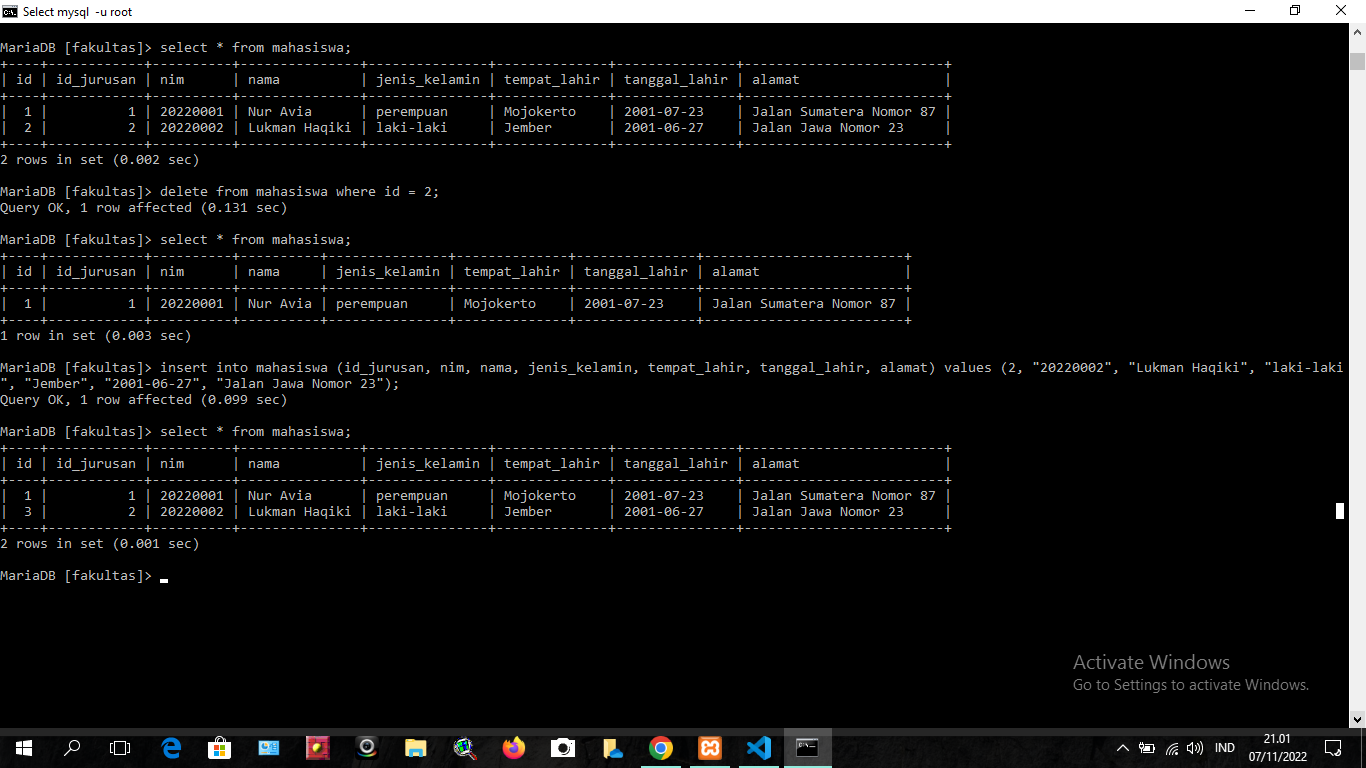 Select mysql  -u root
MariaDB [fakultas]> select * from mahasiswa;
+----+------------+----------+---------------+---------------+--------------+---------------+-------------------------+
| id | id_jurusan | nim      | nama          | jenis_kelamin | tempat_lahir | tanggal_lahir | alamat                  |
+----+------------+----------+---------------+---------------+--------------+---------------+-------------------------+
|  1 |          1 | 20220001 | Nur Avia      | perempuan     | Mojokerto    | 2001-07-23    | Jalan Sumatera Nomor 87 |
|  2 |          2 | 20220002 | Lukman Haqiki | laki-laki     | Jember       | 2001-06-27    | Jalan Jawa Nomor 23     |
+----+------------+----------+---------------+---------------+--------------+---------------+-------------------------+
2 rows in set (0.002 sec)
MariaDB [fakultas]> delete from mahasiswa where id = 2;
Query OK, 1 row affected (0.131 sec)
MariaDB [fakultas]> select * from mahasiswa;
+----+------------+----------+----------+---------------+--------------+---------------+-------------------------+
| id | id_jurusan | nim      | nama     | jenis_kelamin | tempat_lahir | tanggal_lahir | alamat                  |
+----+------------+----------+----------+---------------+--------------+---------------+-------------------------+
|  1 |          1 | 20220001 | Nur Avia | perempuan     | Mojokerto    | 2001-07-23    | Jalan Sumatera Nomor 87 |
+----+------------+----------+----------+---------------+--------------+---------------+-------------------------+
1 row in set (0.003 sec)
MariaDB [fakultas]> insert into mahasiswa (id_jurusan, nim, nama, jenis_kelamin, tempat_lahir, tanggal_lahir, alamat) values (2, "20220002", "Lukman Haqiki", "laki-laki
", "Jember", "2001-06-27", "Jalan Jawa Nomor 23");
Query OK, 1 row affected (0.099 sec)
MariaDB [fakultas]> select * from mahasiswa;
+----+------------+----------+---------------+---------------+--------------+---------------+-------------------------+
| id | id_jurusan | nim      | nama          | jenis_kelamin | tempat_lahir | tanggal_lahir | alamat                  |
+----+------------+----------+---------------+---------------+--------------+---------------+-------------------------+
|  1 |          1 | 20220001 | Nur Avia      | perempuan     | Mojokerto    | 2001-07-23    | Jalan Sumatera Nomor 87 |
|  3 |          2 | 20220002 | Lukman Haqiki | laki-laki     | Jember       | 2001-06-27    | Jalan Jawa Nomor 23     |
+----+------------+----------+---------------+---------------+--------------+---------------+-------------------------+
2 rows in set (0.001 sec)
MariaDB [fakultas]>
Activate Windows
Go to Settings to activate Windows.
IND
21.01
07/11/2022